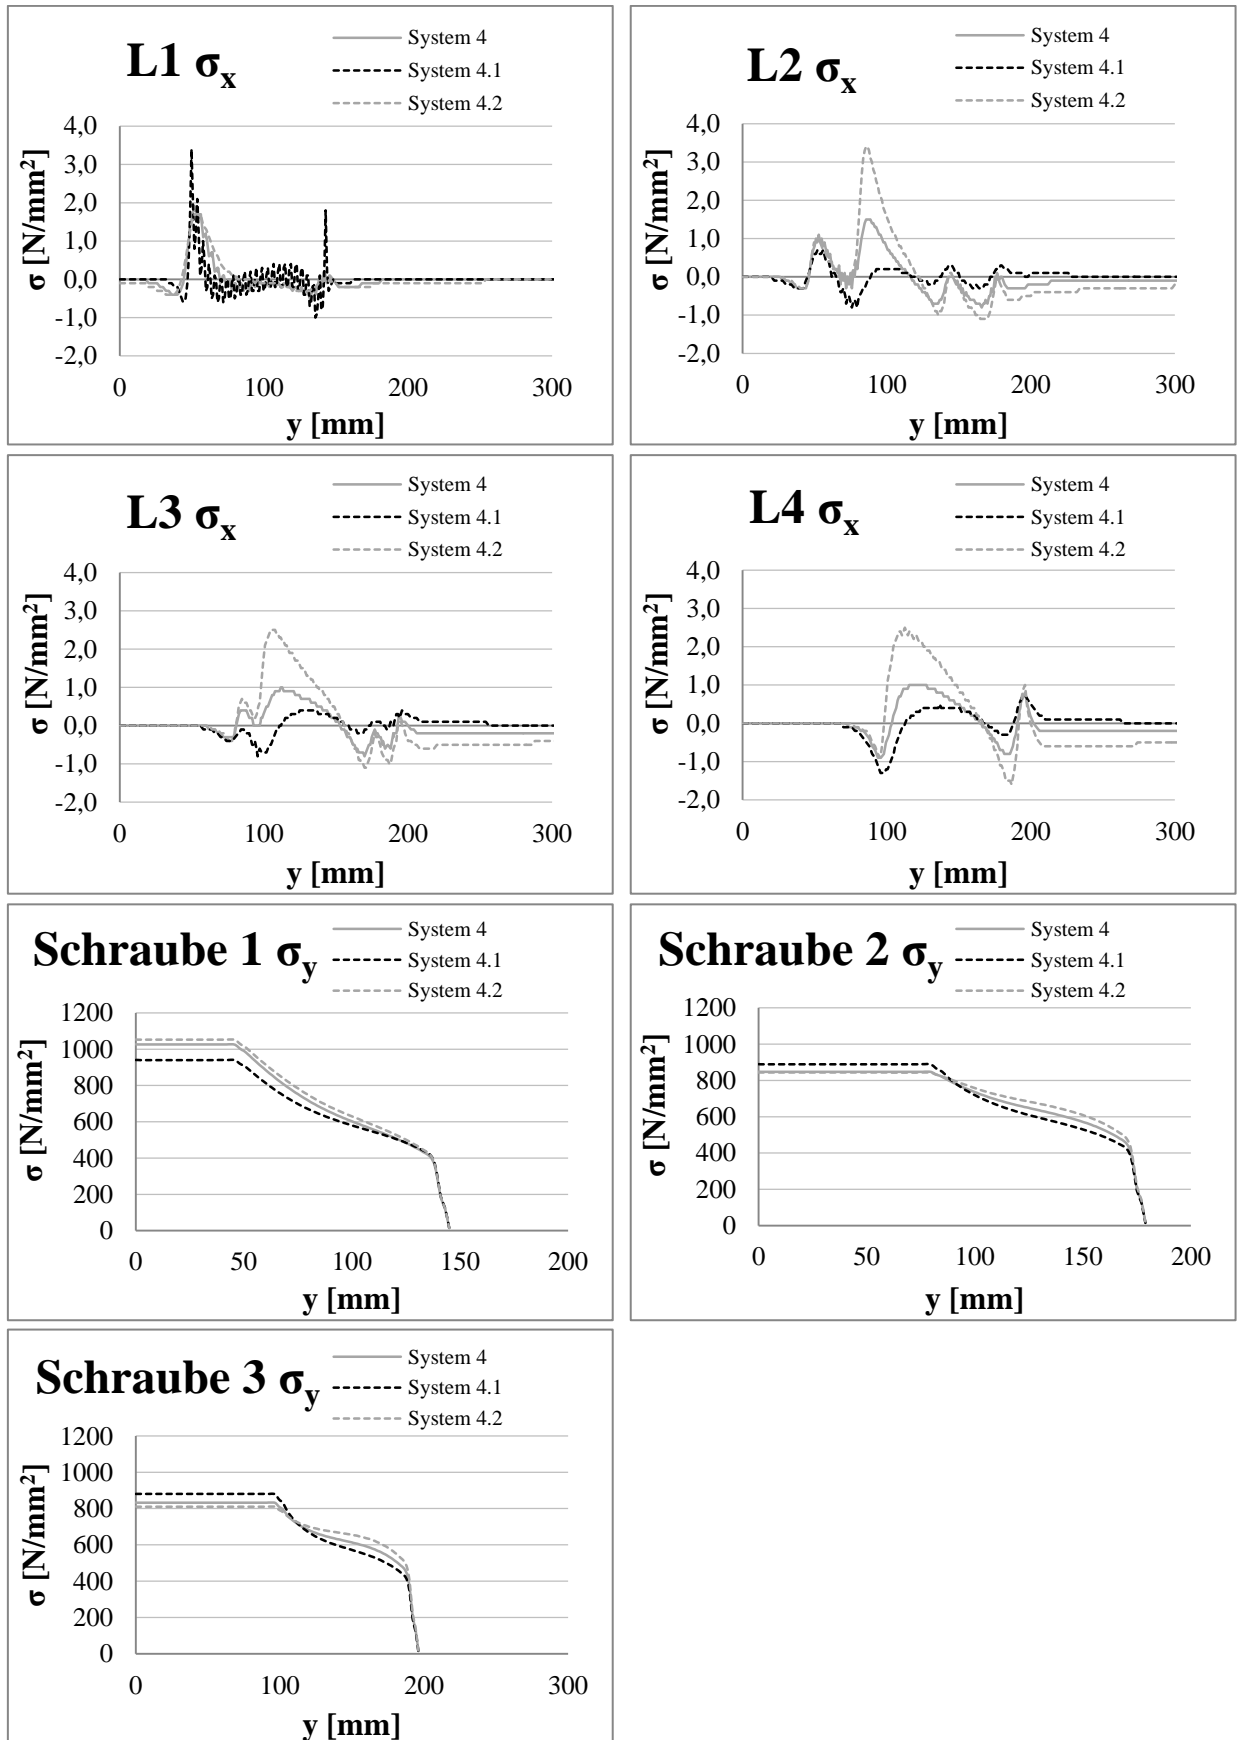 L1 σx
System 4
System 4.1
System 4.2
4,0
3,0
2,0
1,0
0,0
-1,0
-2,0
σ [N/mm²]
0 100 200 300
y [mm]
L2 σx
System 4
System 4.1
System 4.2
4,0
3,0
2,0
1,0
0,0
-1,0
-2,0
σ [N/mm²]
0 100 200 300
y [mm]
L3 σx
System 4
System 4.1
System 4.2
4,0
3,0
2,0
1,0
0,0
-1,0
-2,0
σ [N/mm²]
0 100 200 300
y [mm]
L4 σx
System 4
System 4.1
System 4.2
4,0
3,0
2,0
1,0
0,0
-1,0
-2,0
σ [N/mm²]
0 100 200 300
y [mm]
Schraube 1 σy
System 4
System 4.1
System 4.2
1200
1000
800
600
400
200
0
σ [N/mm²]
0 50 100 150 200
y [mm]
Schraube 2 σy
System 4
System 4.1
System 4.2
1200
1000
800
600
400
200
0
σ [N/mm²]
0 50 100 150 200
y [mm]
Schraube 3 σy
System 4
System 4.1
System 4.2
1200
1000
800
600
400
200
0
σ [N/mm²]
0 100 200 300
y [mm]